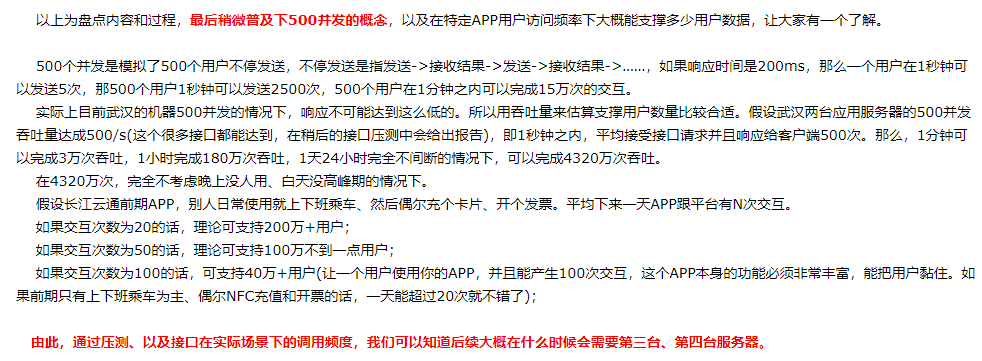 以上为盘点内容和过程，最后稍微普及下500并发的概念，以及在特定APP用户访问频率下大概能支撑多少用户数据，让大家有一个了解。
500个并发是模拟了500个用户不停发送，不停发送是指发送->接收结果->发送->接收结果->……，如果响应时间是200ms，那么一个用户在1秒钟可
以发送5次，那500个用户1秒钟可以发送2500次，500个用户在1分钟之内可以完成15万次的交互。
实际上目前武汉的机器500并发的情况下，响应不可能达到这么低的。所以用吞吐量来估算支撑用户数量比较合适。假设武汉两台应用服务器的500并发
吞吐量达成500/s(这个很多接口都能达到，在稍后的接口压测中会给出报告)，即1秒钟之内，平均接受接口请求并且响应给客户端500次。那么，1分钟可
以完成3万次吞吐，1小时完成180万次吞吐，1天24小时完全不间断的情况下，可以完成4320万次吞吐。
在4320万次，完全不考虑晚上没人用、白天没高峰期的情况下。
假设长江云通前期APP，别人日常使用就上下班乘车、然后偶尔充个卡片、开个发票。平均下来一天APP跟平台有N次交互。
如果交互次数为20的话，理论可支持200万+用户；
如果交互次数为50的话，理论可支持100万不到一点用户；
如果交互次数为100的话，可支持40万+用户(让一个用户使用你的APP，并且能产生100次交互，这个APP本身的功能必须非常丰富，能把用户黏住。如
果前期只有上下班乘车为主、偶尔NFC充值和开票的话，一天能超过20次就不错了)；
由此，通过压测、以及接口在实际场景下的调用频度，我们可以知道后续大概在什么时候会需要第三台、第四台服务器。